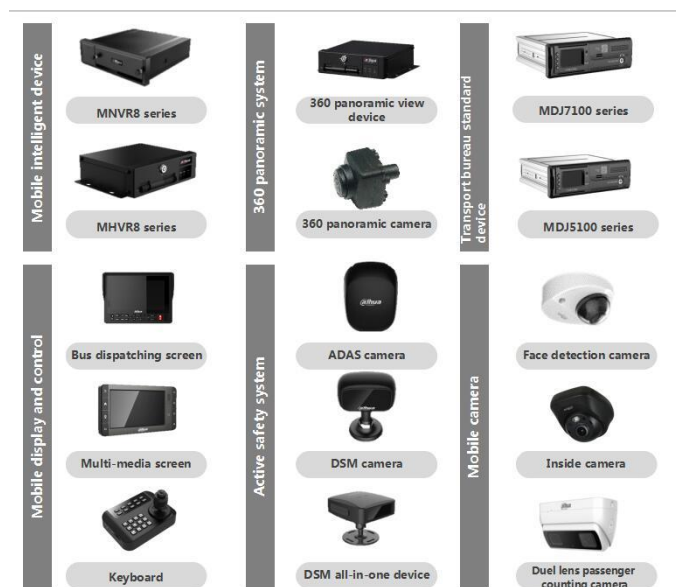 Mobile intelligent device
MNVR8 series
MHVR8 series
360 panoramic system
360 panoramic view
device
360 panoramic camera
Transport bureau standard
device
MDJ7100 series
MDJ5100 series
Mobile display and control
Bus dispatching screen
Multi-media screen
Keyboard
Active safety system
alhua
ADAS camera
DSM camera
DSM all-in-one device
Mobile camera
Face detection camera
Inside camera
Duel lens passenger
counting camera